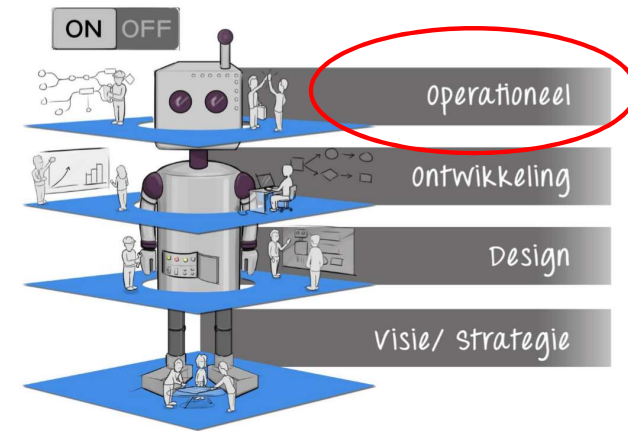 ON OFF
Operationeel
Ontwikkeling
Design
Visie/ Strategie